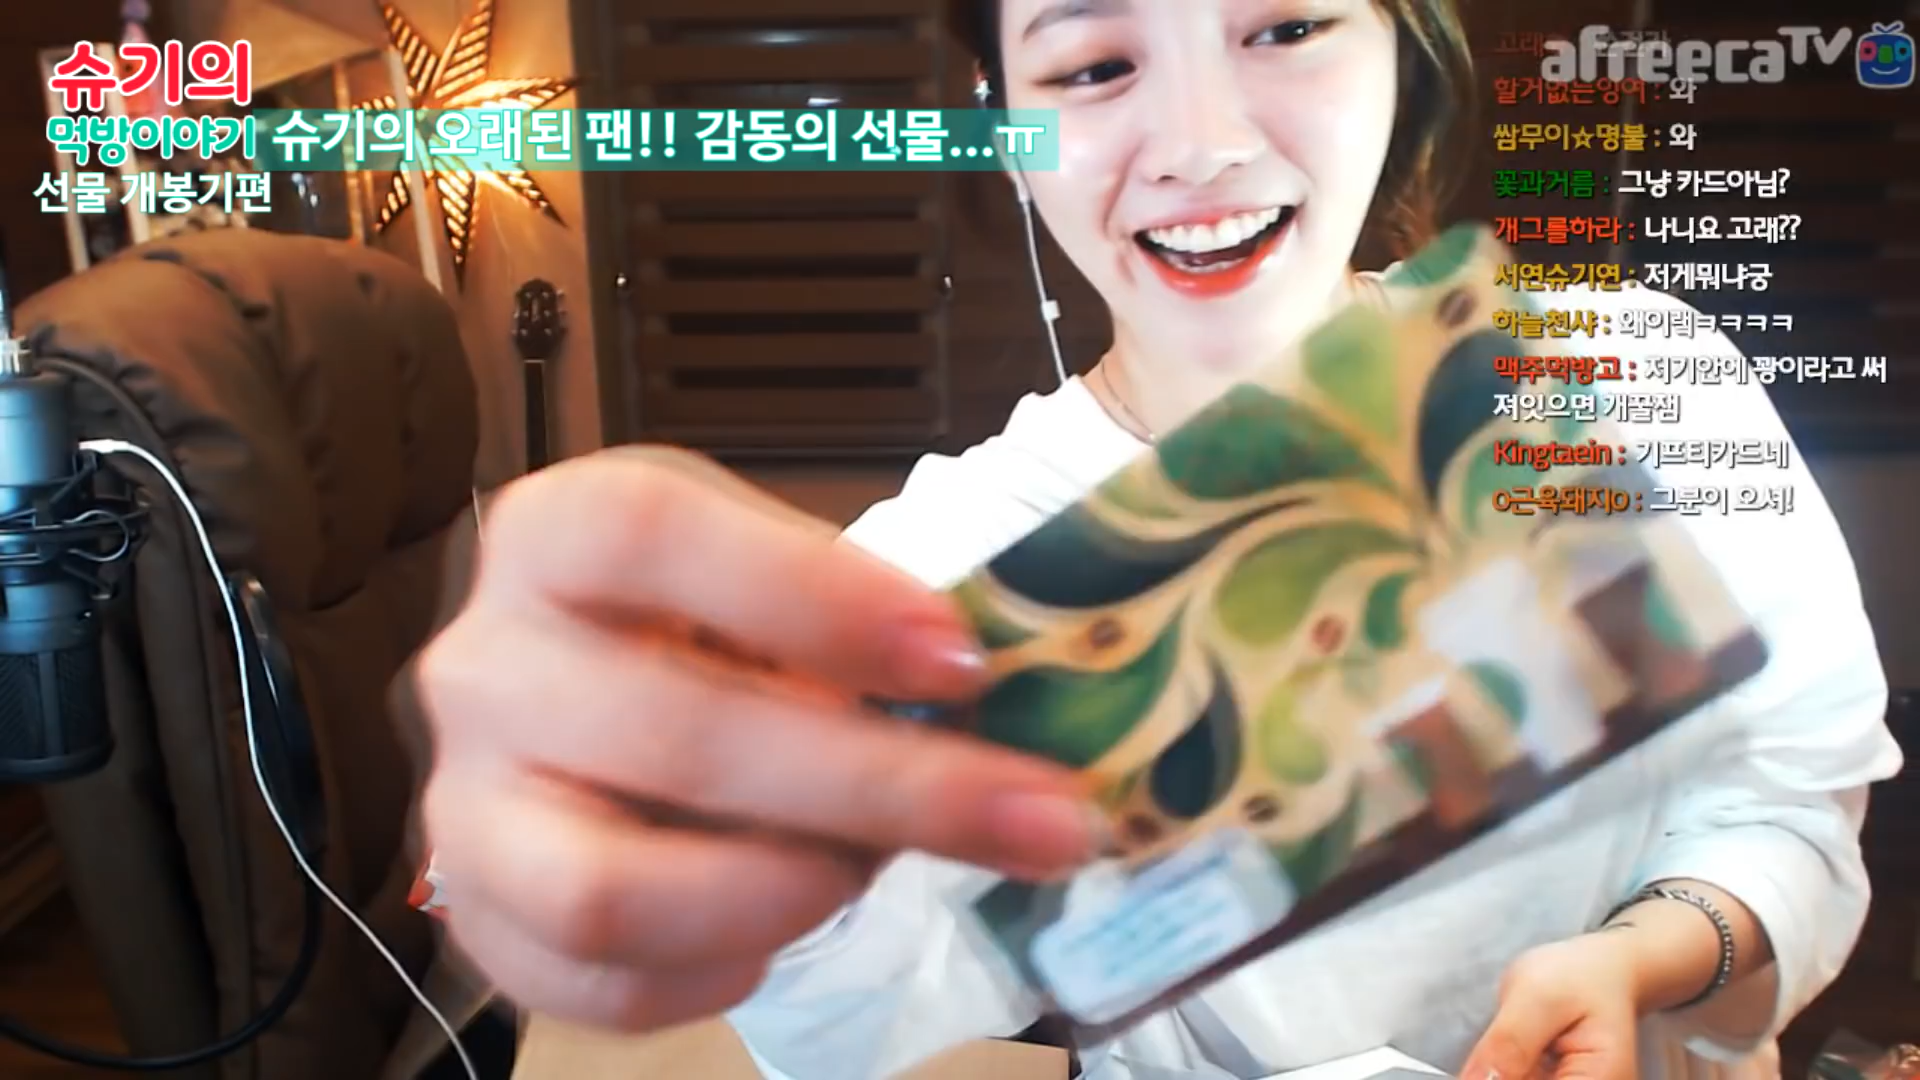 슈기의
먹방이야기
선물 개봉기편
슈기의 오래된 팬!! 감동의 선물...ㅠ
afreecaTV
할거없는잉여 : 와
쌈무이☆명불 : 와
꽃과거름 : 그냥 카드아님?
개그를하라 : 나니요 고래??
서연슈기연 : 저게뭐냐궁
하늘천샤 : 왜이램ㅋㅋㅋㅋ
맥주먹방고 : 저기안에 꽝이라고 써
져잇으면 개꿀잼
Kingtaein : 기프티카드네
O근육돼지O : 그분이 오셔!